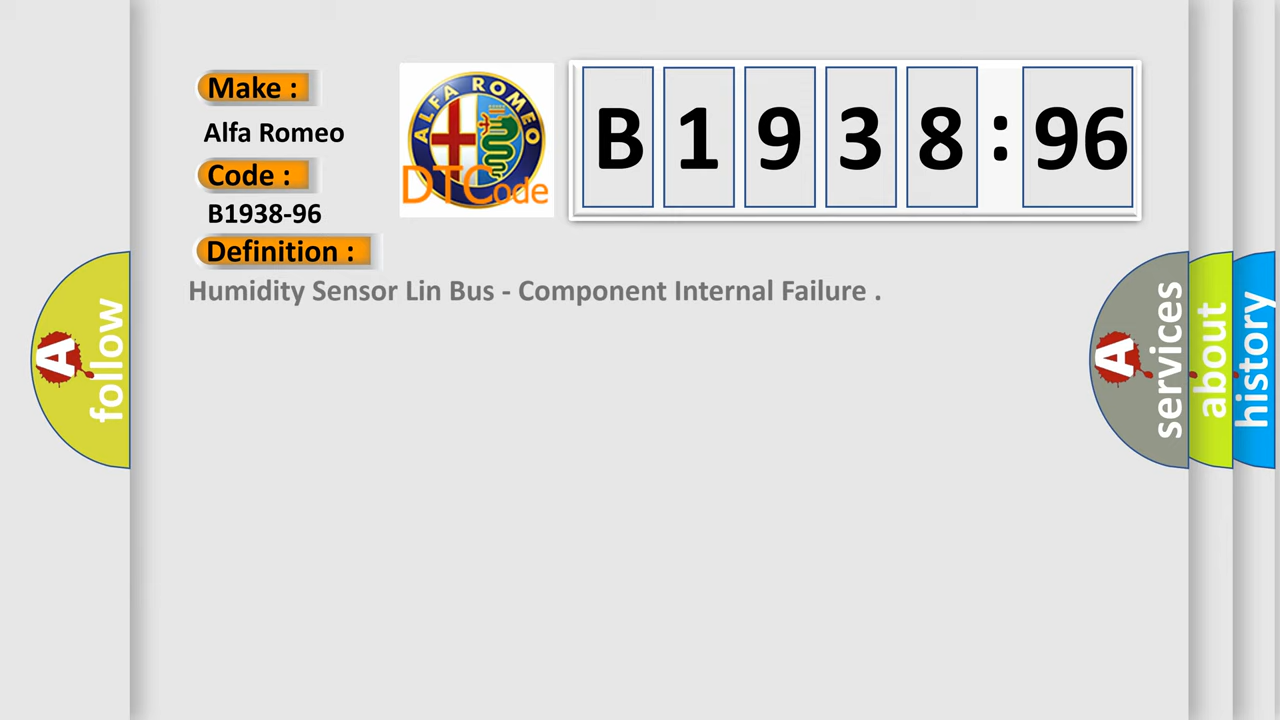 Make :
Alfa Romeo
Code :
B1938-96
Definition :
Humidity Sensor Lin Bus - Component Internal Failure .
ALFA ROMEO
DTCode
B 1 9 3 8 : 96
A follow
A services
about
history